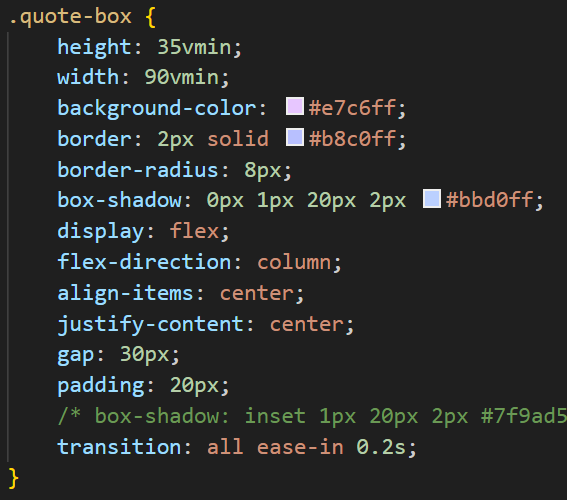 .quote-box {
    height: 35vmin;
    width: 90vmin;
    background-color: #e7c6ff;
    border: 2px solid #b8c0ff;
    border-radius: 8px;
    box-shadow: 0px 1px 20px 2px #bbd0ff;
    display: flex;
    flex-direction: column;
    align-items: center;
    justify-content: center;
    gap: 30px;
    padding: 20px;
    /* box-shadow: inset 1px 20px 2px #7f9ad5
    transition: all ease-in 0.2s;
}